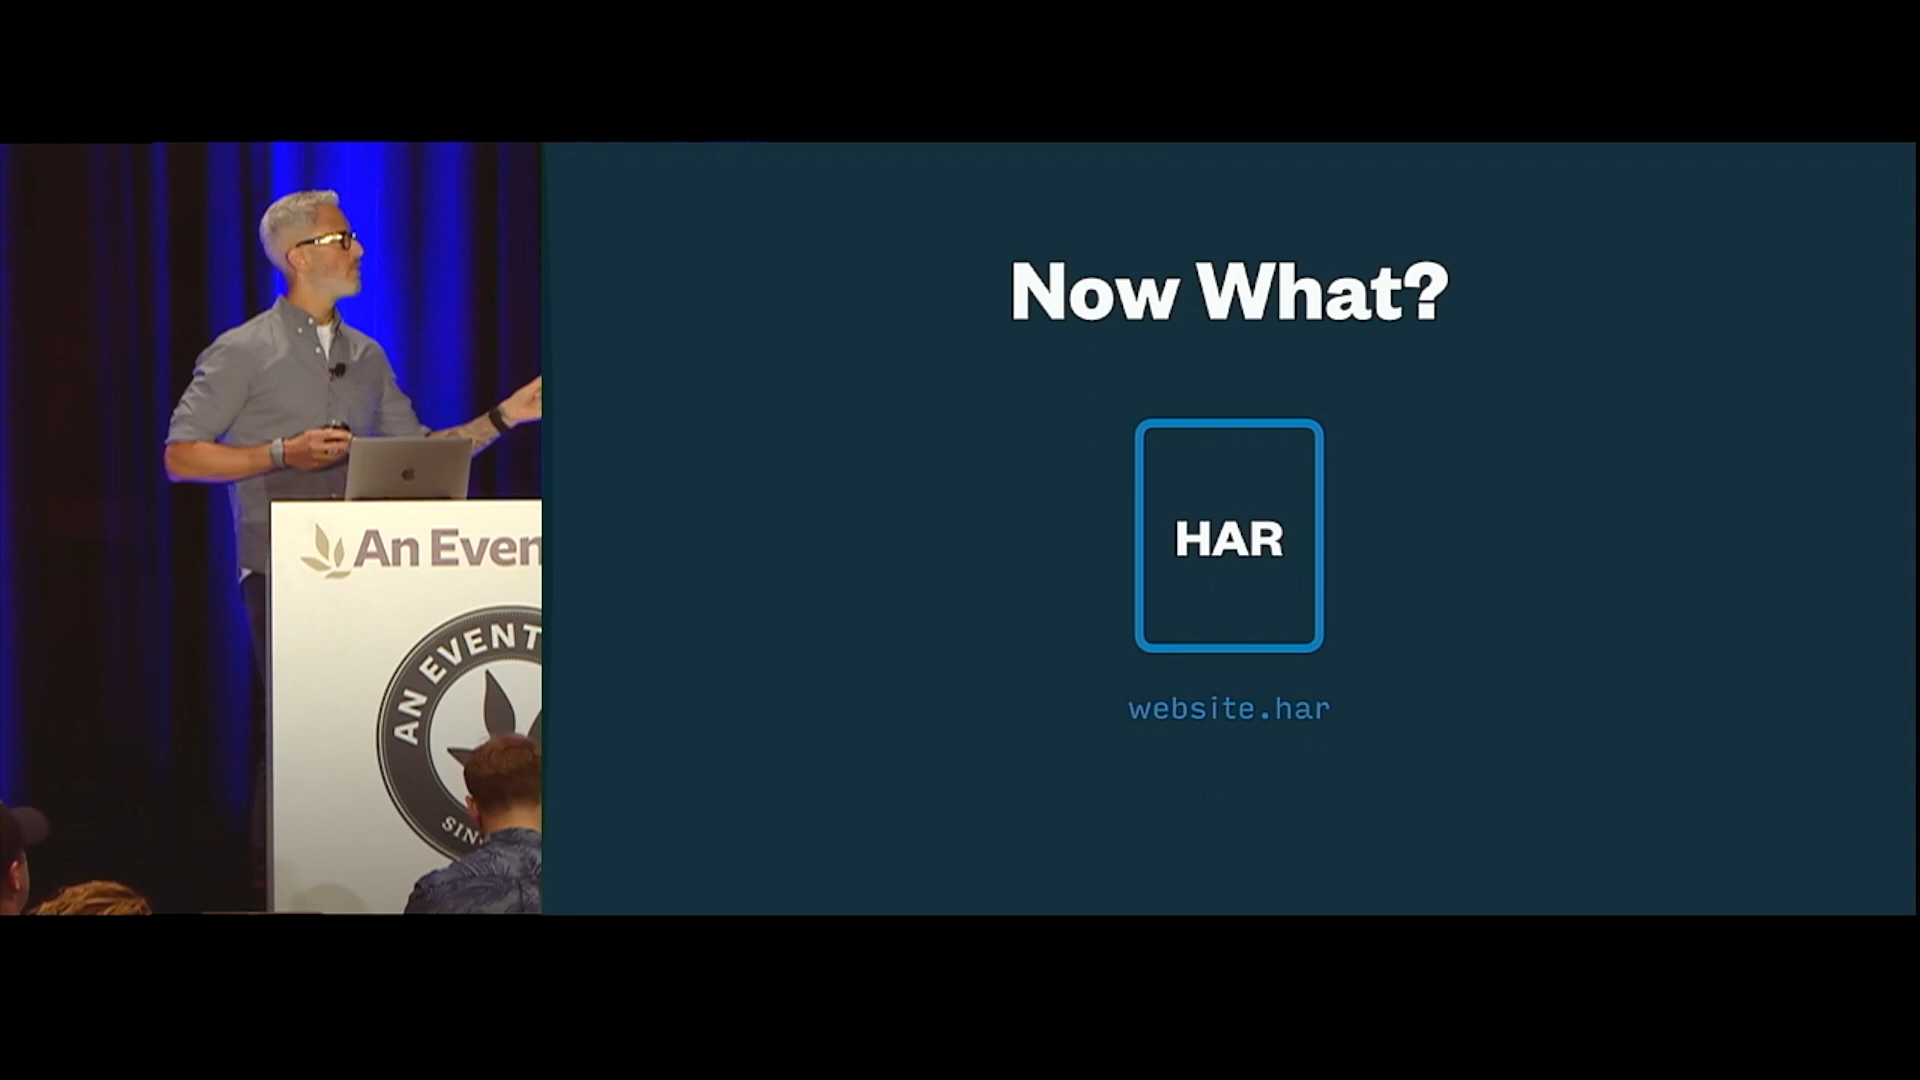 Now What?
HAR
website.har
An Even
AN EVENT
SIN